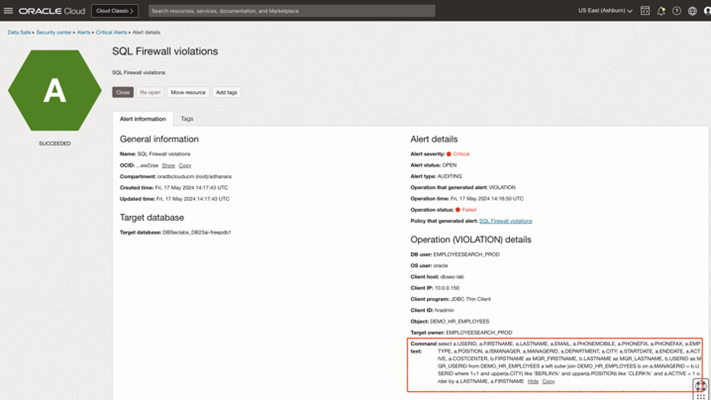 ORACLE Cloud
Cloud Classic >
Search resources, services, documentation, and Marketplace
US East (Ashburn)
Data Safe ▸ Security center ▸ Alerts ▸ Critical Alerts ▸ Alert details
A
SUCCEEDED
SQL Firewall violations
SQL Firewall violations
Close
Re-open
Move resource
Add tags
Alert information
Tags
General information
Name: SQL Firewall violations
OCID: ...aw2zsa Show Copy
Compartment: oradbclouducm (root)/adhanara
Created time: Fri, 17 May 2024 14:17:43 UTC
Updated time: Fri, 17 May 2024 14:17:43 UTC
Target database
Target database: DBSeclabs_DB23ai-freepdb1
Alert details
Alert severity: Critical
Alert status: OPEN
Alert type: AUDITING
Operation that generated alert: VIOLATION
Operation time: Fri, 17 May 2024 14:16:50 UTC
Operation status: Failed
Policy that generated alert: SQL Firewall violations
Operation (VIOLATION) details
DB user: EMPLOYEESEARCH_PROD
OS user: oracle
Client host: dbsec-lab
Client IP: 10.0.0.150
Client program: JDBC Thin Client
Client ID: hradmin
Object: DEMO_HR_EMPLOYEES
Target owner: EMPLOYEESEARCH_PROD
Command select a.USERID, a.FIRSTNAME, a.LASTNAME, a.EMAIL, a.PHONEMOBILE, a.PHONEFIX, a.PHONEFAX, a.EMP
text: TYPE, a.POSITION, a.ISMANAGER, a.MANAGERID, a.DEPARTMENT, a.CITY, a.STARTDATE, a.ENDDATE, a.ACTI
VE, a.COSTCENTER, b.FIRSTNAME as MGR_FIRSTNAME, b.LASTNAME as MGR_LASTNAME, b.USERID as M
GR_USERID from DEMO_HR_EMPLOYEES a left outer join DEMO_HR_EMPLOYEES b on a.MANAGERID = b.U
SERID where 1=1 and upper(a.CITY) like 'BERLIN%' and upper(a.POSITION) like 'CLERK%' and a.ACTIVE = 1 o
rder by a.LASTNAME, a.FIRSTNAME Hide Copy